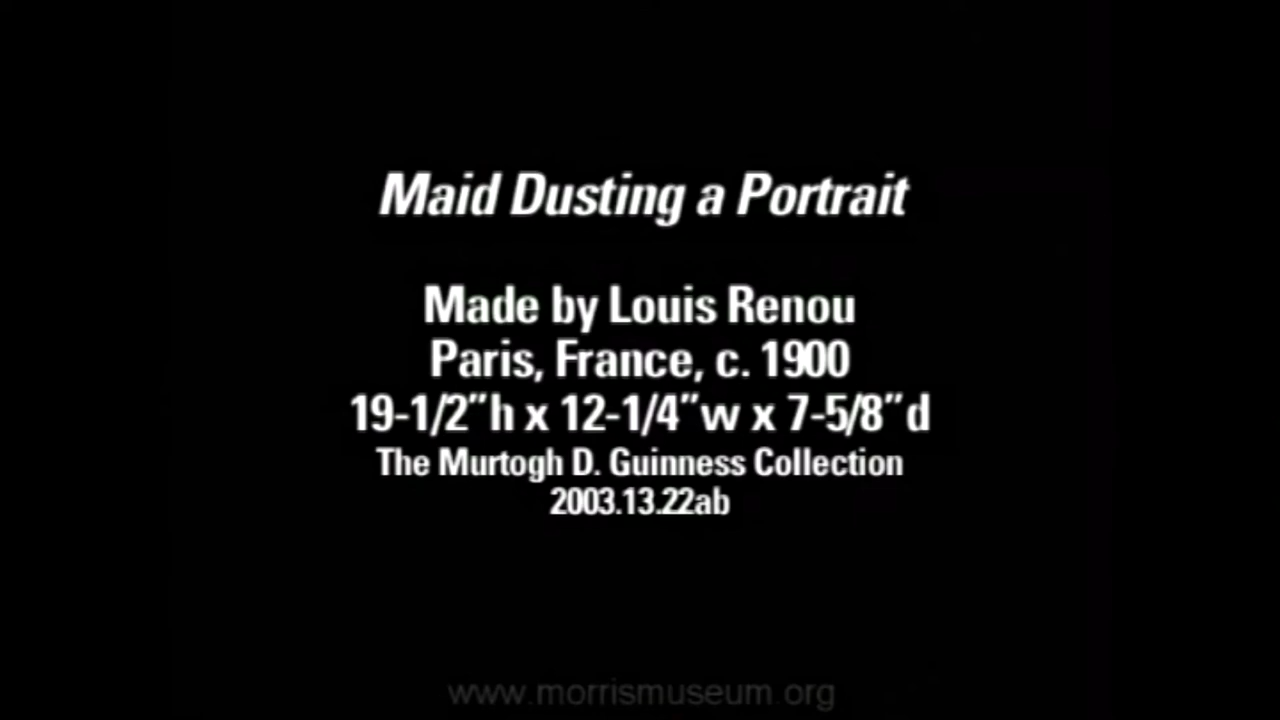 Maid Dusting a Portrait
Made by Louis Renou
Paris, France, c. 1900
19-1/2”h x 12-1/4”w x 7-5/8”d
The Murtogh D. Guinness Collection
2003.13.22ab
www.morrismuseum.org